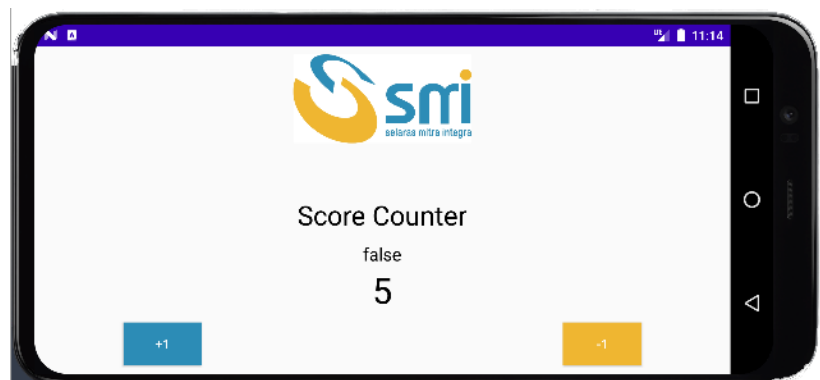 11:14
smi
selaras mitra integra
Score Counter
false
5
+1
-1